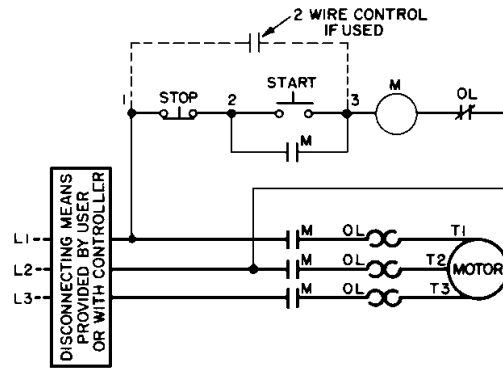 2 WIRE CONTROL
IF USED
1 STOP 2 START 3 M OL
M
DISCONNECTING MEANS
PROVIDED BY USER
OR WITH CONTROLLER
L1 M OL T1
L2 M OL T2 MOTOR
L3 M OL T3